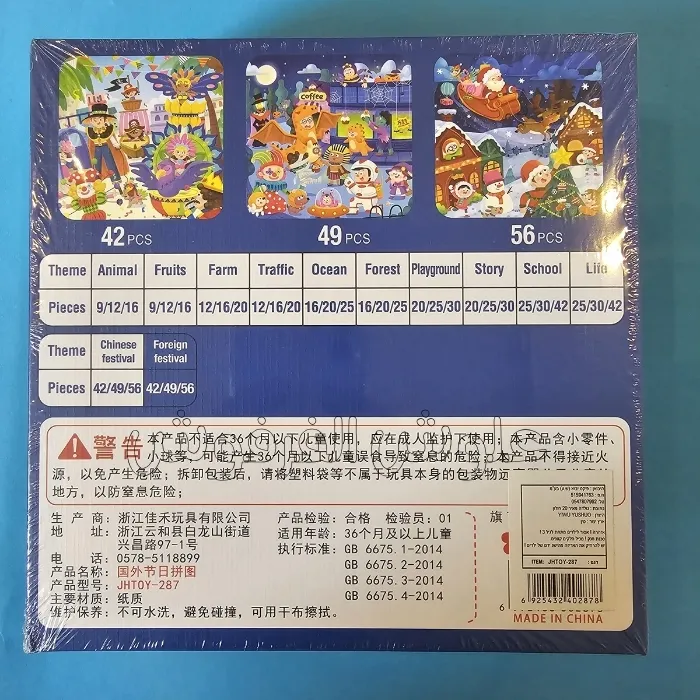 coffee
42 PCS 49 PCS 56 PCS
Theme Animal Fruits Farm Traffic Ocean Forest Playground Story School Life
Pieces 9/12/16 9/12/16 12/16/20 12/16/20 16/20/25 16/20/25 20/25/30 20/25/30 25/30/42 25/30/42
Theme Chinese festival Foreign festival
Pieces 42/49/56 42/49/56
警告 本产品不适合36个月以下儿童使用，应在成人监护下使用；本产品含小零件、
小球等，可能产生36个月以下儿童误食导致窒息的危险；本产品不得接近火
源，以免产生危险；拆卸包装后，请将塑料袋等不属于玩具本身的包装物
地方，以防窒息危险；
生产商：浙江佳禾玩具有限公司
地址：浙江云和县白龙山街道
兴昌路97-1号
电话：0578-5118899
产品名称：国外节日拼图
产品型号：JHTOY-287
主要材质：纸质
维护保养：不可水洗，避免碰撞，可用干布擦拭。
产品检验：合格 检验员：01
适用年龄：36个月及以上儿童
执行标准：GB 6675.1-2014
GB 6675.2-2014
GB 6675.3-2014
GB 6675.4-2014
旗
ITEM: JHTOY-287
6 925432 402878
MADE IN CHINA